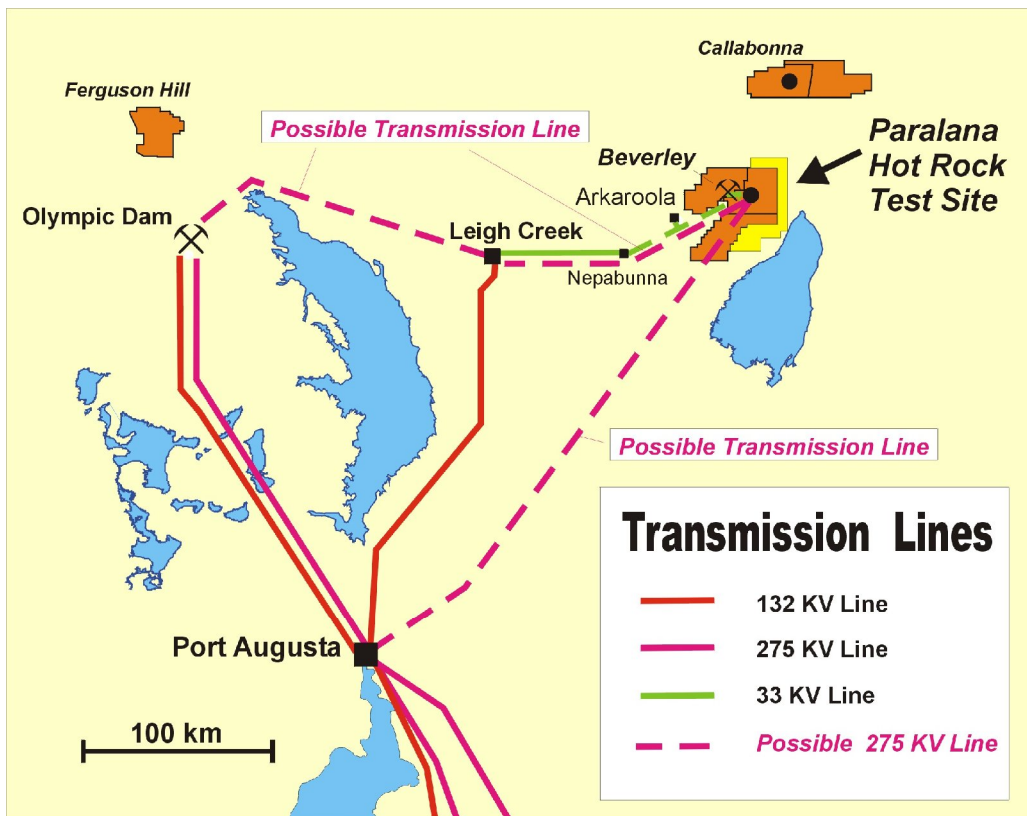 Callabonna
Ferguson Hill
Possible Transmission Line
Paralana
Hot Rock
Test Site
Beverley
Arkaroola
Olympic Dam
Leigh Creek
Nepabunna
Possible Transmission Line
Transmission Lines
132 KV Line
275 KV Line
33 KV Line
Possible 275 KV Line
Port Augusta
100 km